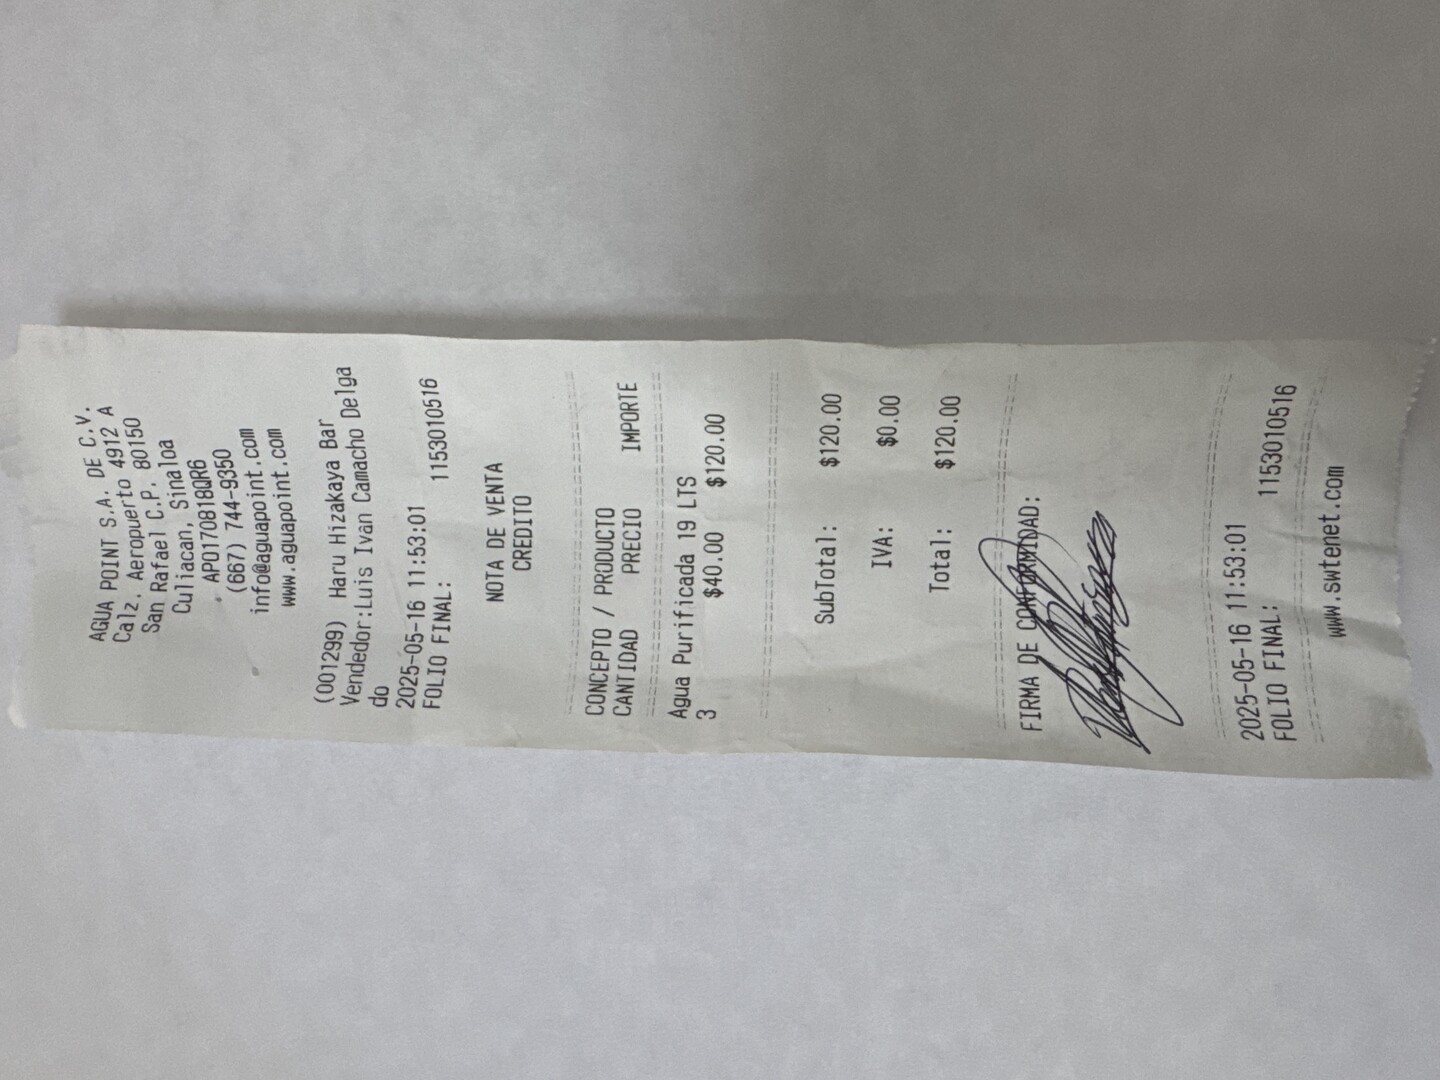 AGUA POINT S.A. DE C.V.
Calz. Aeropuerto 4912 A
San Rafael C.P. 80150
Culiacan, Sinaloa
APO170818QR6
(667) 744-9350
info@aguapoint.com
www.aguapoint.com
(001299) Haru Hizakaya Bar
Vendedor:Luis Ivan Camacho Delga
do
2025-05-16 11:53:01
FOLIO FINAL: 1153010516
NOTA DE VENTA
CREDITO
CONCEPTO / PRODUCTO
CANTIDAD PRECIO IMPORTE
Agua Purificada 19 LTS
3 $40.00 $120.00
SubTotal: $120.00
IVA: $0.00
Total: $120.00
FIRMA DE CONFORMIDAD:
2025-05-16 11:53:01
FOLIO FINAL: 1153010516
www.swtenet.com